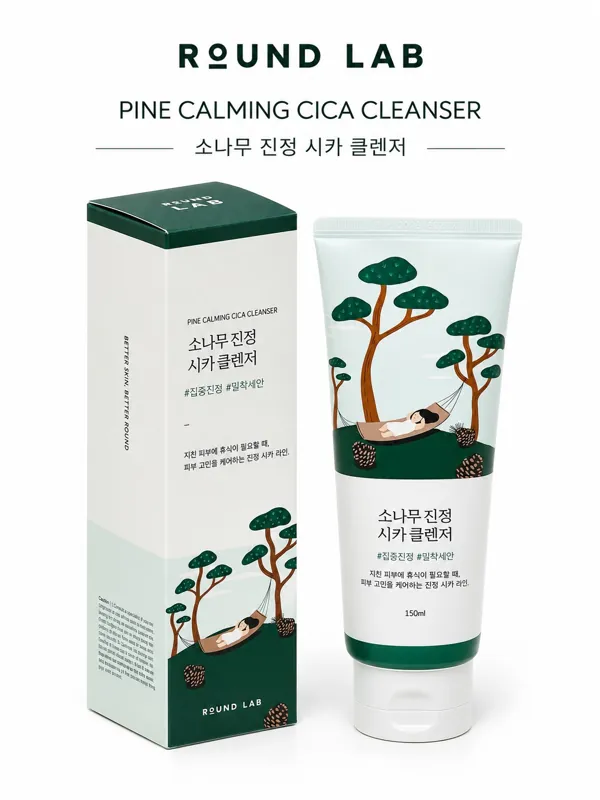 ROUND LAB
PINE CALMING CICA CLEANSER
소나무 진정 시카 클렌저
ROUND
LAB
PINE CALMING CICA CLEANSER
소나무 진정
시카 클렌저
#집중진정 #밀착세안
지친 피부에 휴식이 필요할 때,
피부 고민을 케어하는 진정 시카 라인.
BETTER SKIN, BETTER ROUND
ROUND LAB
소나무 진정
시카 클렌저
#집중진정 #밀착세안
지친 피부에 휴식이 필요할 때,
피부 고민을 케어하는 진정 시카 라인.
150ml